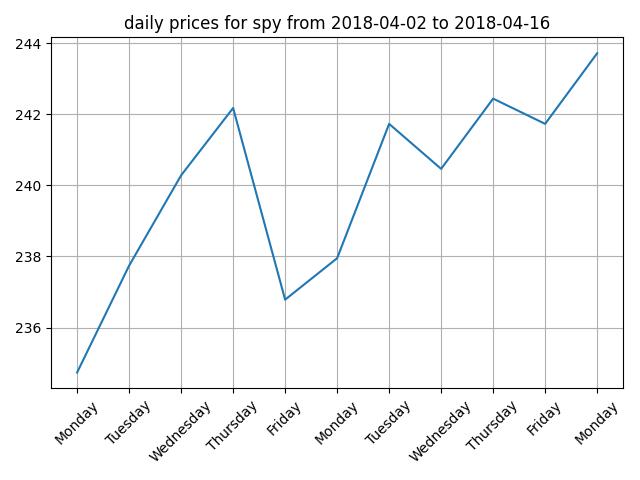 daily prices for spy from 2018-04-02 to 2018-04-16
244
242
240
238
236
Monday
Tuesday
Wednesday
Thursday
Friday
Monday
Tuesday
Wednesday
Thursday
Friday
Monday